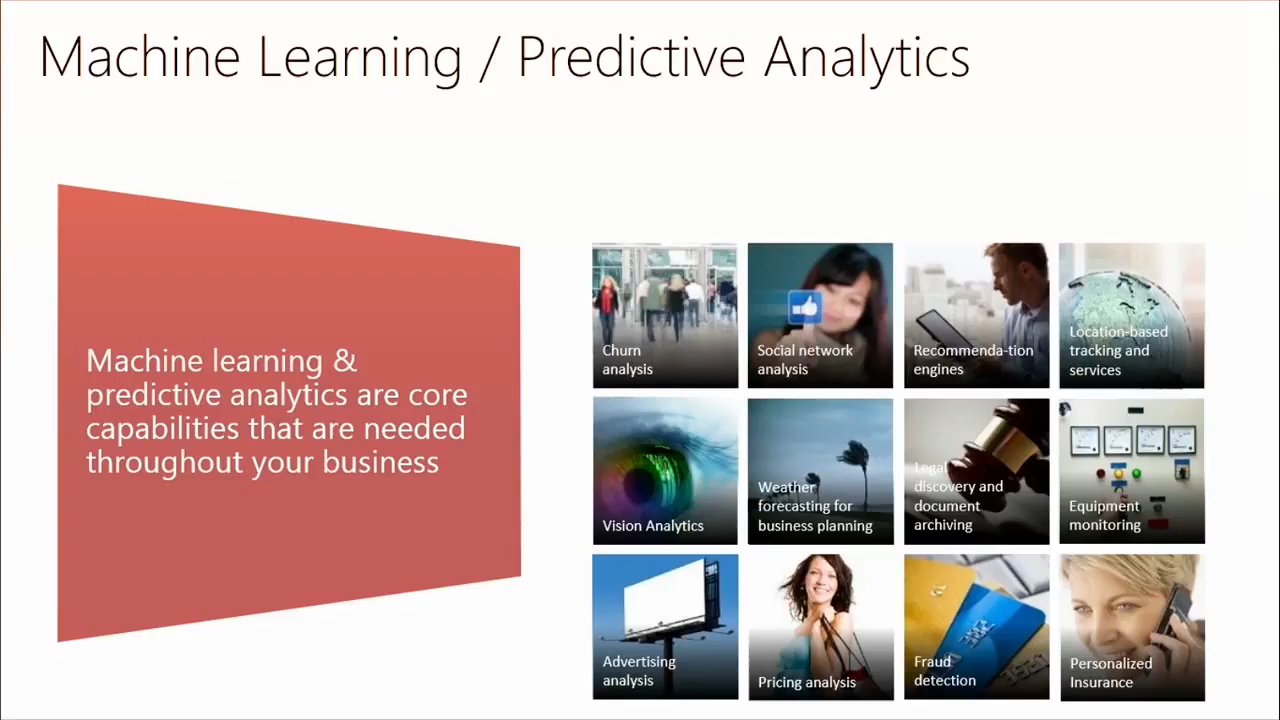 Machine Learning / Predictive Analytics
Machine learning &
predictive analytics are core
capabilities that are needed
throughout your business
Churn
analysis
Social network
analysis
Recommenda-tion
engines
Location-based
tracking and
services
Vision Analytics
Weather
forecasting for
business planning
Legal
discovery and
document
archiving
Equipment
monitoring
Advertising
analysis
Pricing analysis
Fraud
detection
Personalized
Insurance